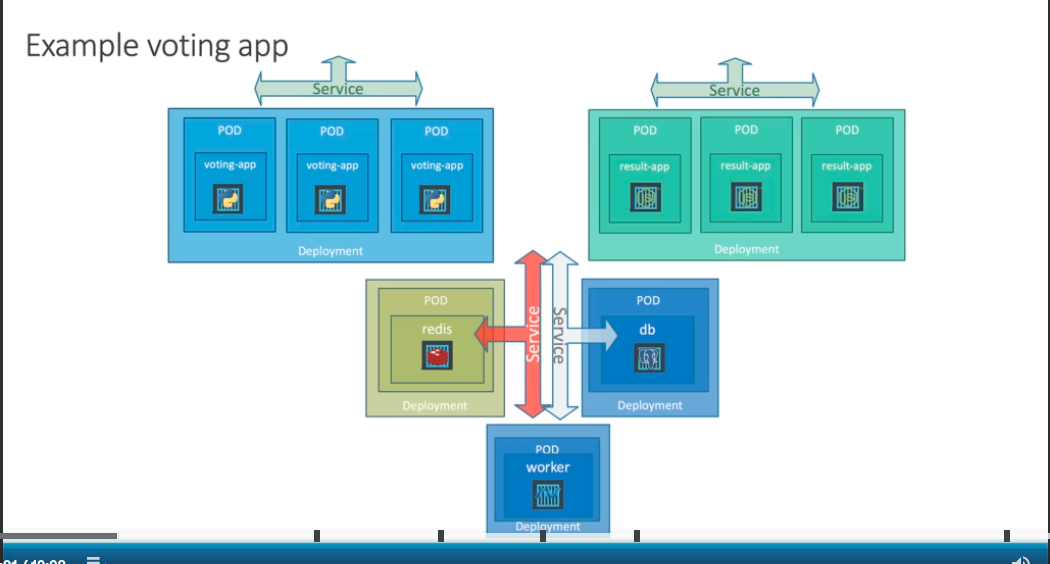 Example voting app
Service
Service
POD
POD
POD
voting-app
voting-app
voting-app
Deployment
POD
POD
POD
result-app
result-app
result-app
Deployment
POD
redis
Deployment
Service
Service
POD
db
Deployment
POD
worker
Deployment